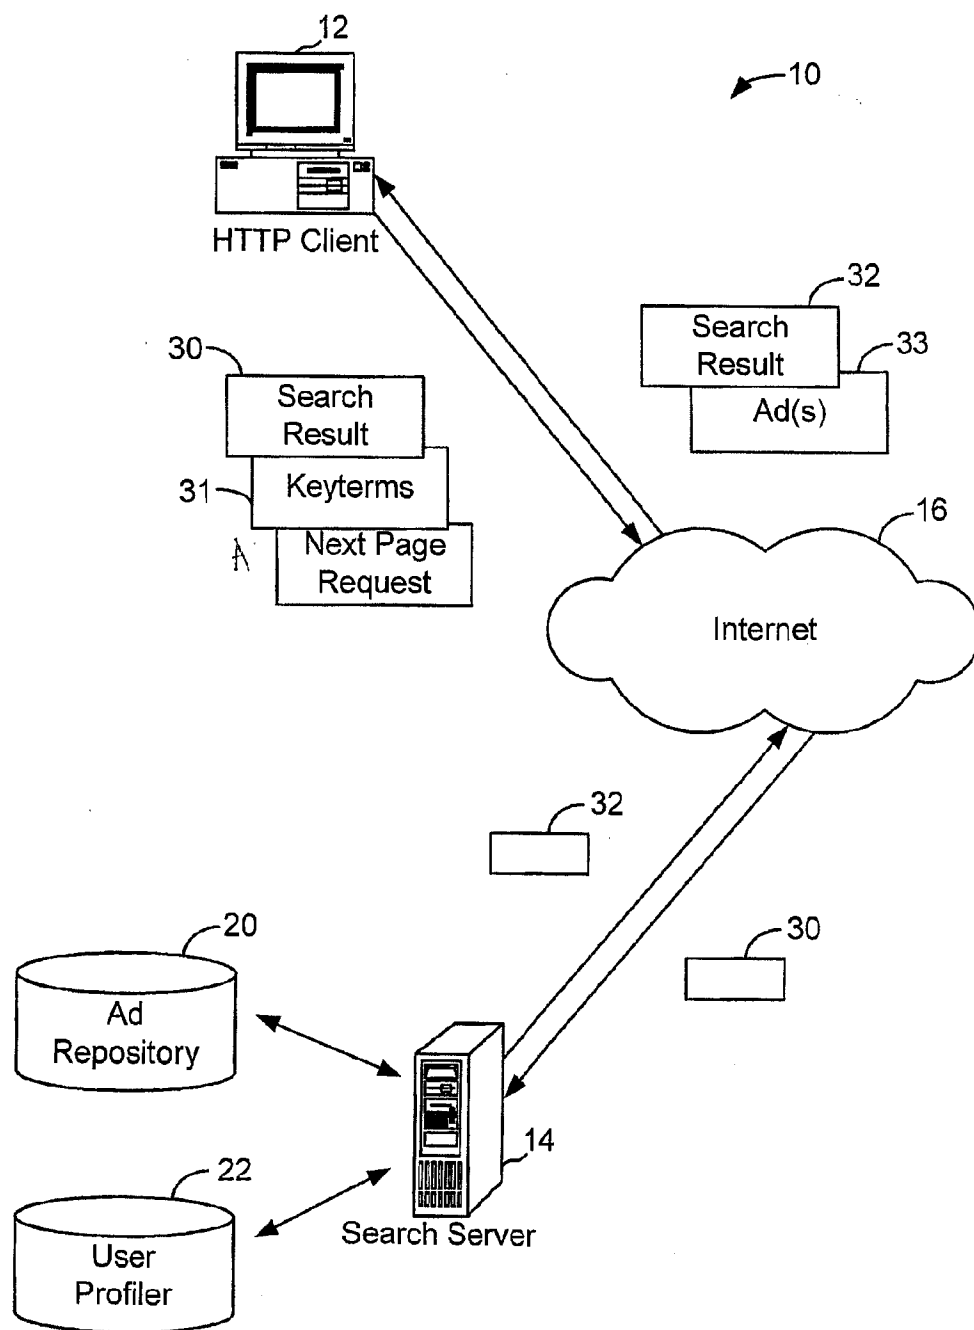 12
10
HTTP Client
32
Search
Result
33
Ad(s)
30
Search
Result
31
Keyterms
A
Next Page
Request
16
Internet
32
30
20
Ad
Repository
14
Search Server
22
User
Profiler